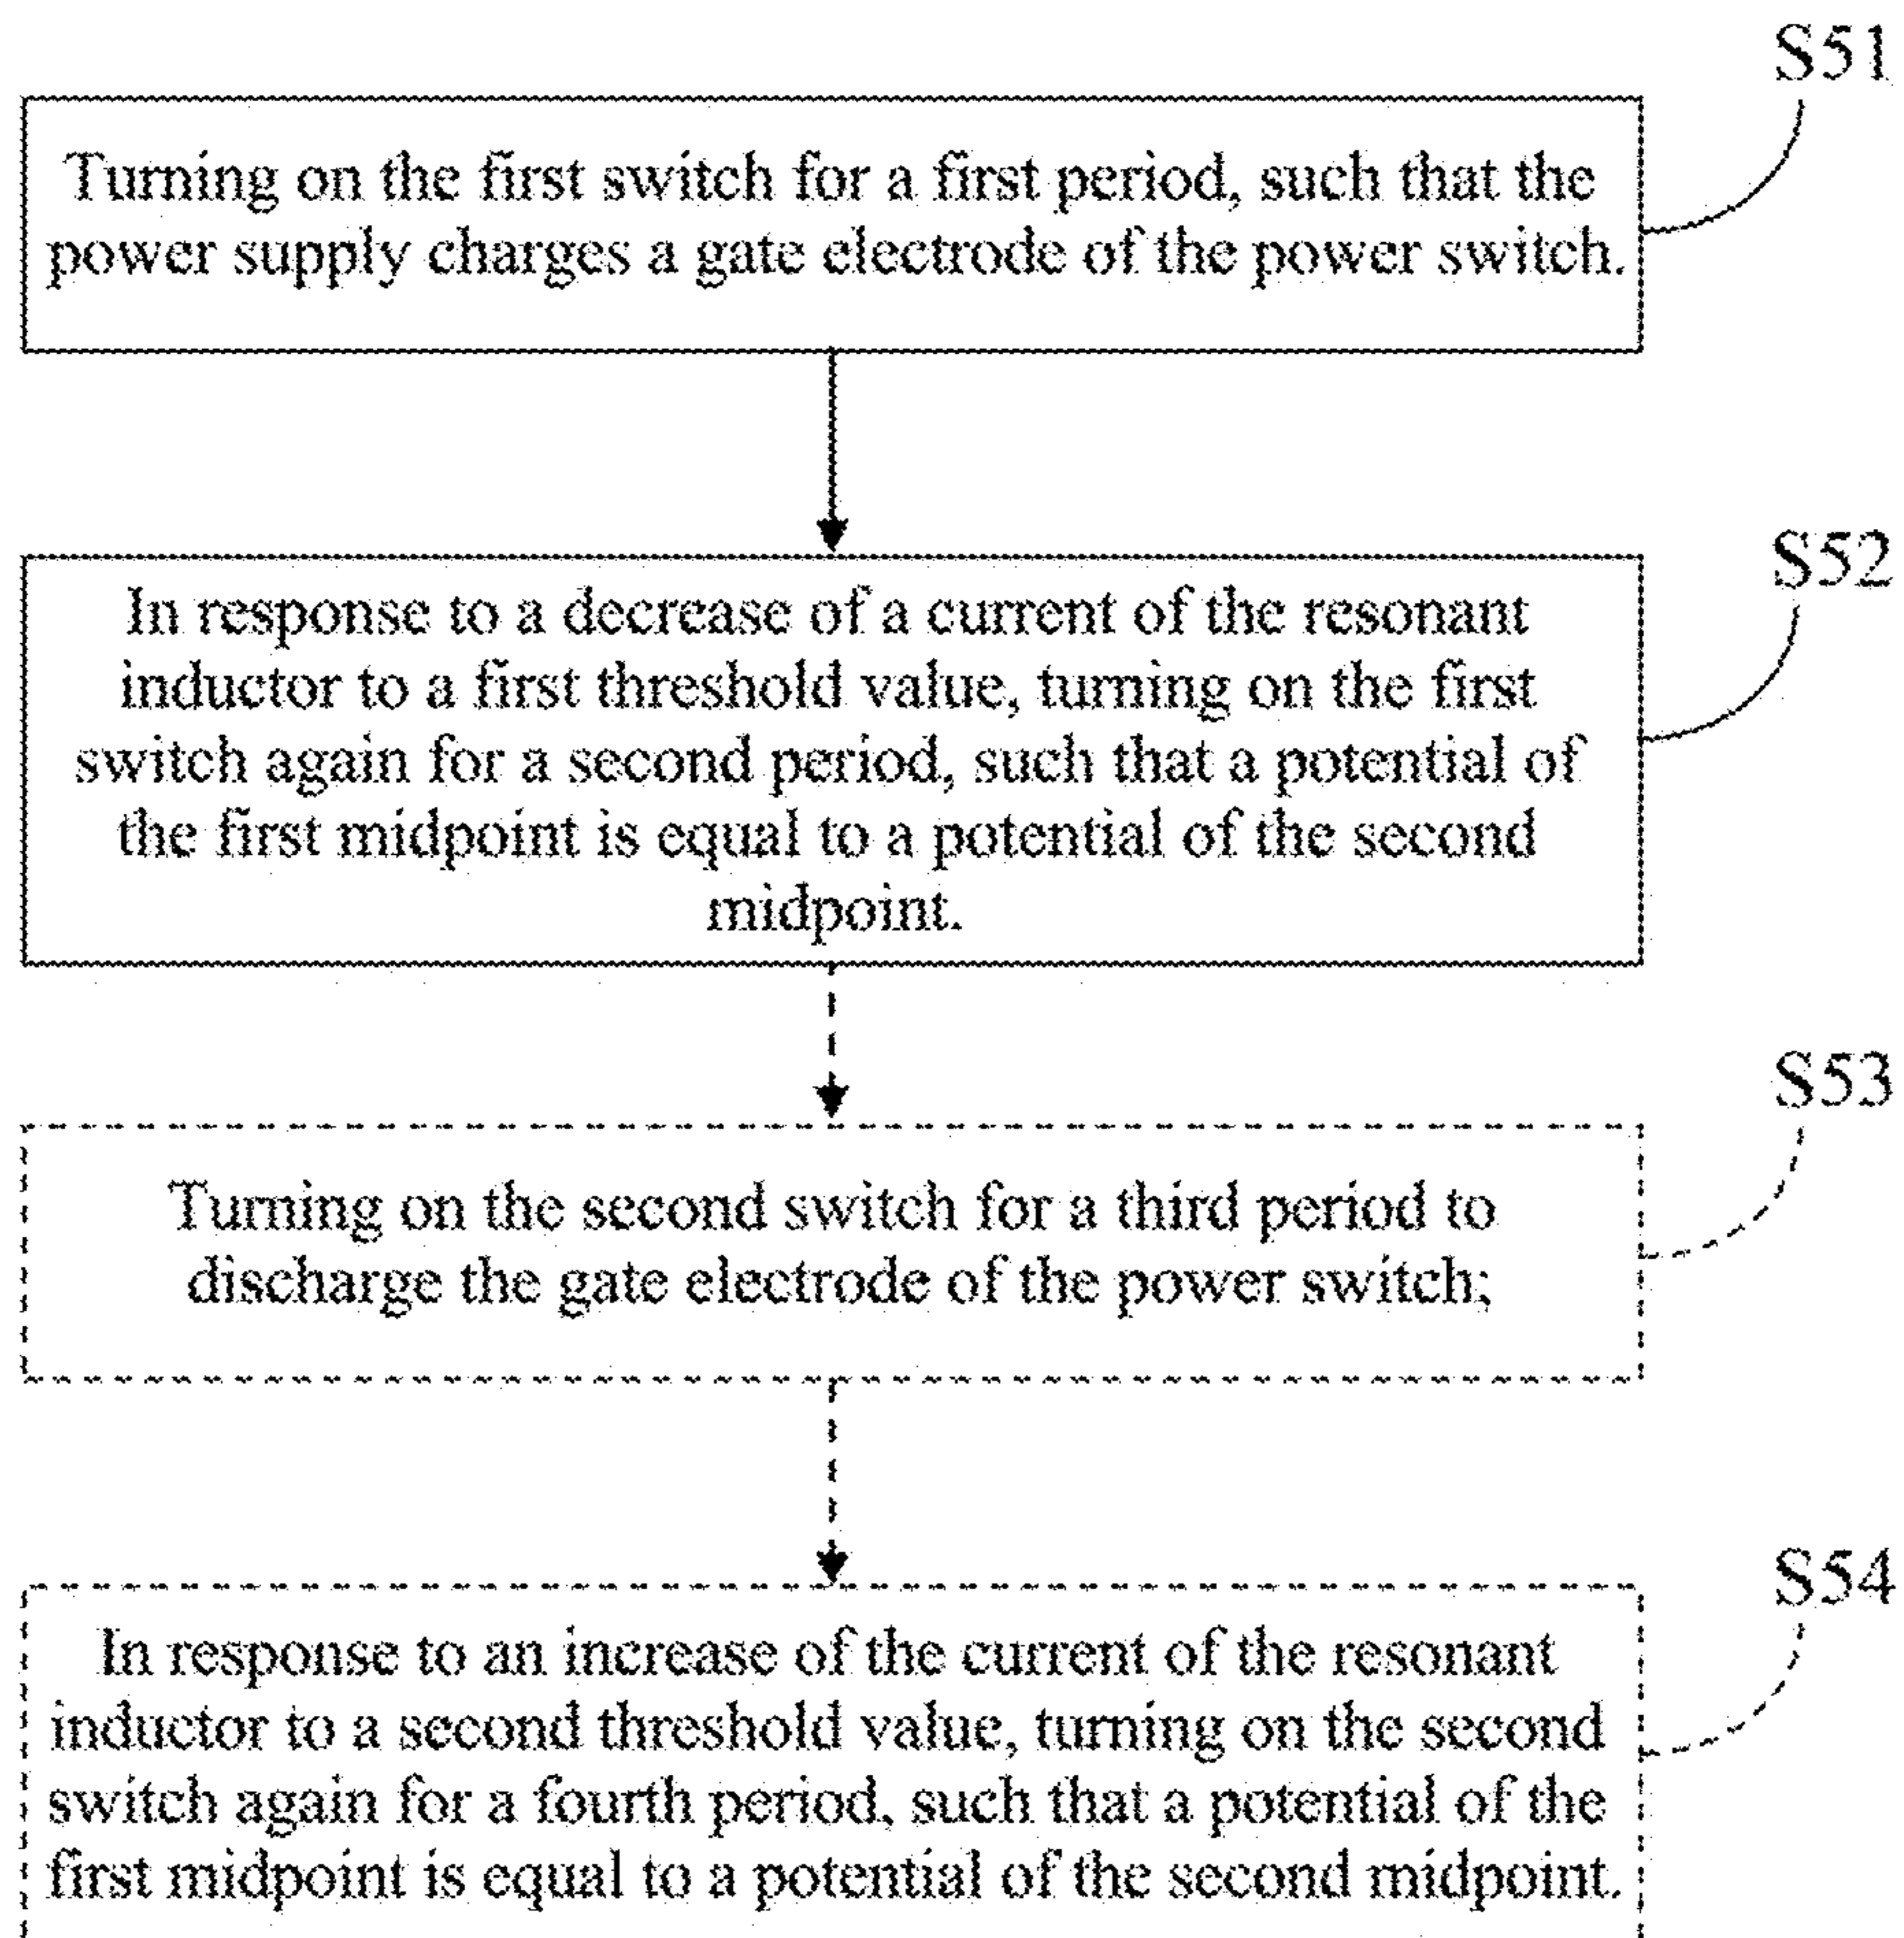 S51
Turning on the first switch for a first period, such that the
power supply charges a gate electrode of the power switch.
S52
In response to a decrease of a current of the resonant
inductor to a first threshold value, turning on the first
switch again for a second period, such that a potential of
the first midpoint is equal to a potential of the second
midpoint.
S53
Turning on the second switch for a third period to
discharge the gate electrode of the power switch;
S54
In response to an increase of the current of the resonant
inductor to a second threshold value, turning on the second
switch again for a fourth period, such that a potential of the
first midpoint is equal to a potential of the second midpoint.